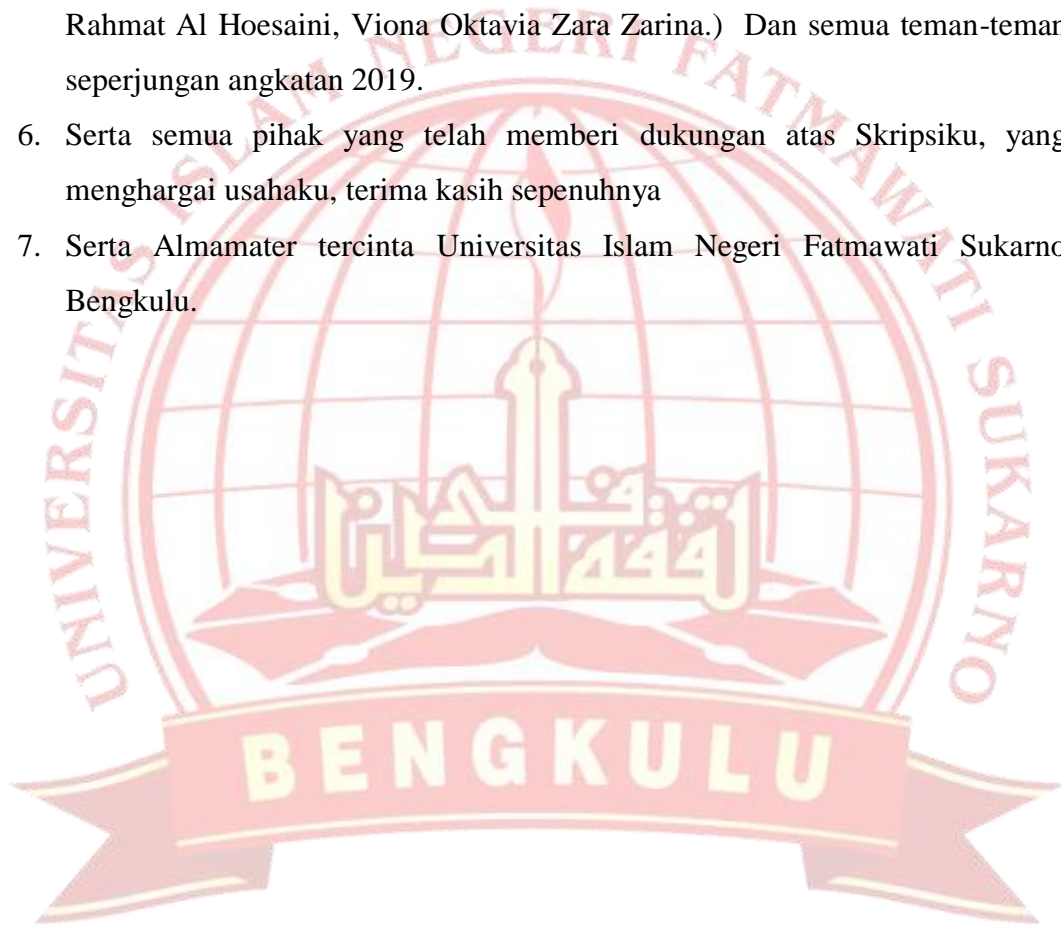 Rahmat Al Hoesaini, Viona Oktavia Zara Zarina.) Dan semua teman-teman
seperjungan angkatan 2019.
6. Serta semua pihak yang telah memberi dukungan atas Skripsiku, yang
menghargai usahaku, terima kasih sepenuhnya
7. Serta Almamater tercinta Universitas Islam Negeri Fatmawati Sukarno
Bengkulu.
UNIVERSITAS ISLAM NEGERI FATMAWATI SUKARNO
BENGKULU